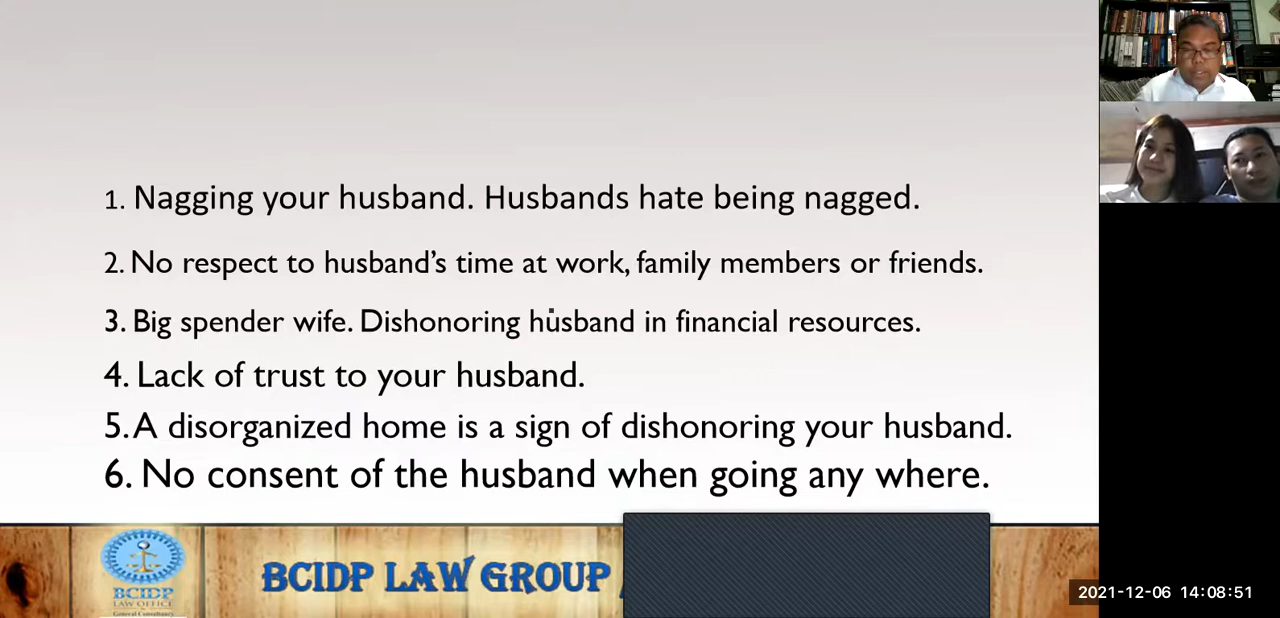 1. Nagging your husband. Husbands hate being nagged.
2. No respect to husband’s time at work, family members or friends.
3. Big spender wife. Dishonoring husband in financial resources.
4. Lack of trust to your husband.
5. A disorganized home is a sign of dishonoring your husband.
6. No consent of the husband when going any where.
BCIDP
LAW OFFICE
General Consultancy
BCIDP LAW GROUP
2021-12-06 14:08:51